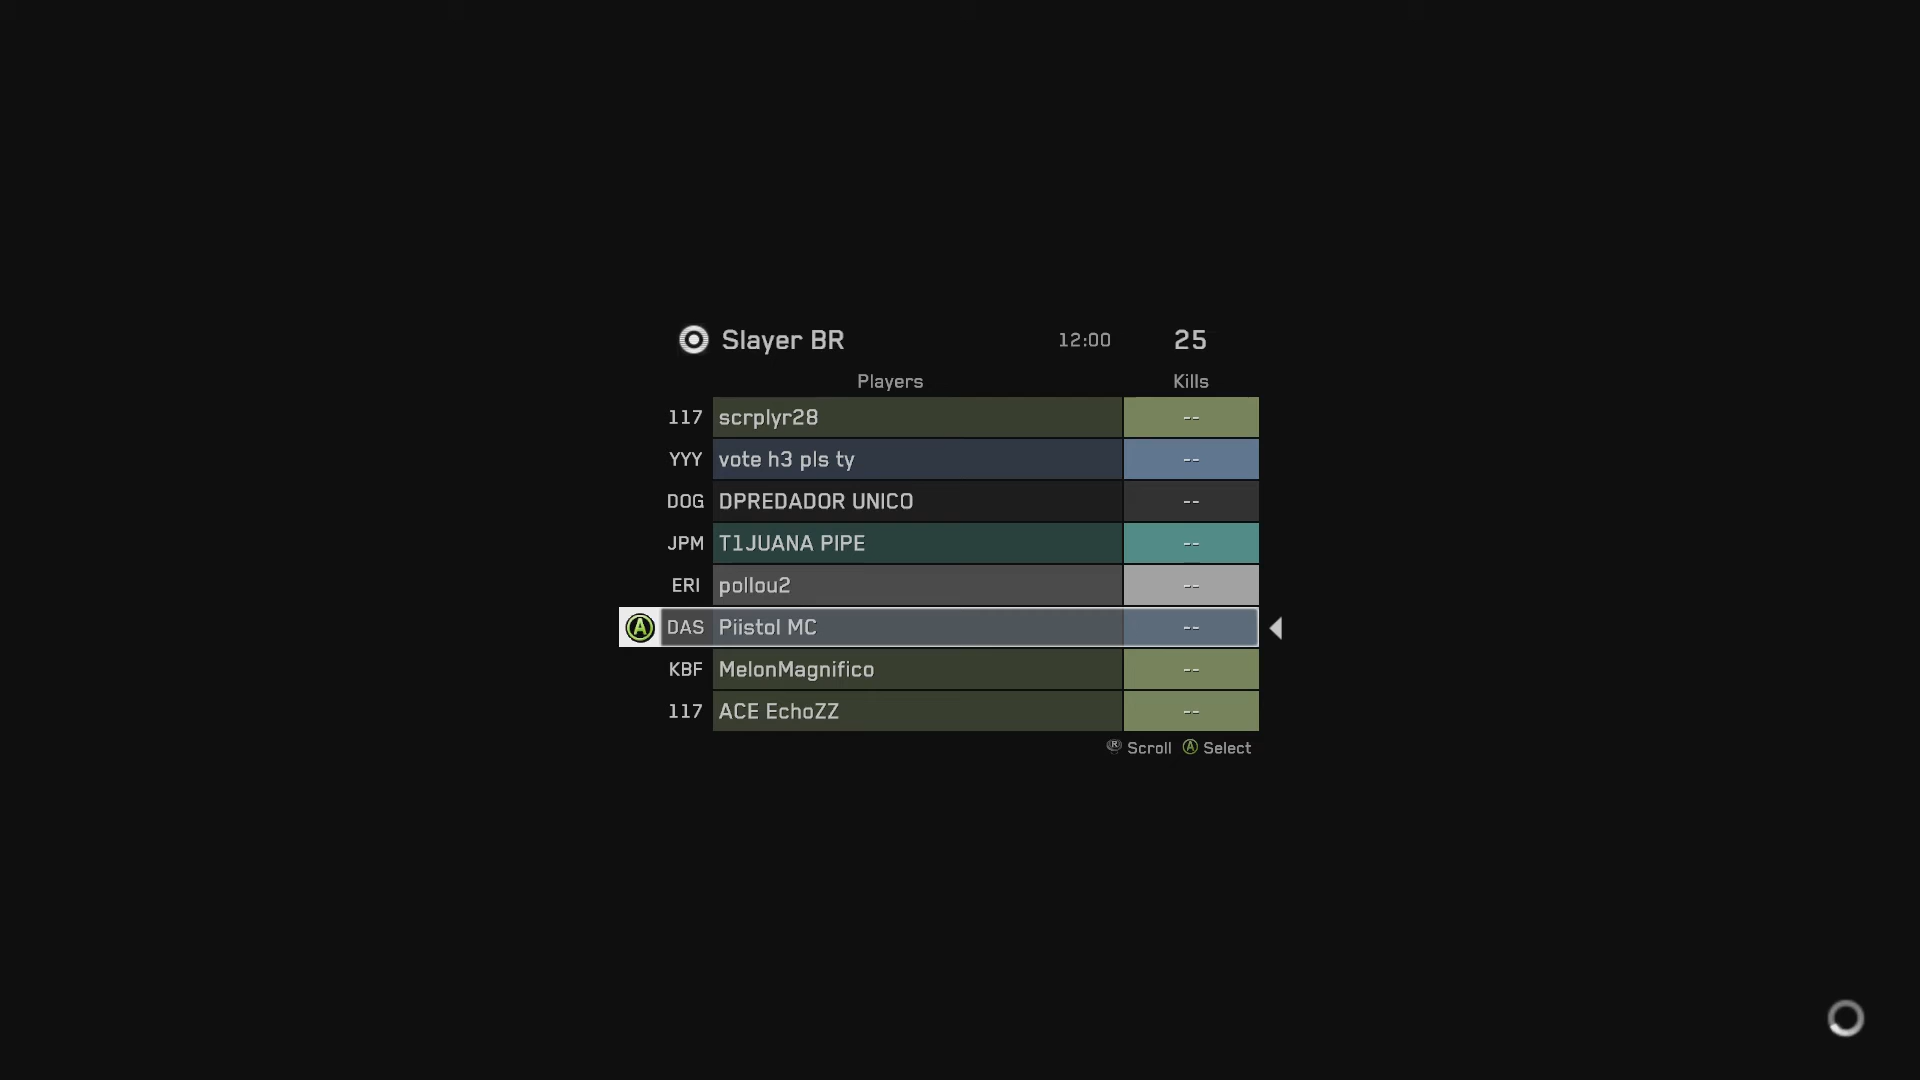 Slayer BR 12:00 25
Players Kills
117 scrplyr28 --
YYY vote h3 pls ty --
DOG DPREDADOR UNICO --
JPM T1JUANA PIPE --
ERI pollou2 --
A DAS Piistol MC --
KBF MelonMagnifico --
117 ACE EchoZZ --
R Scroll A Select